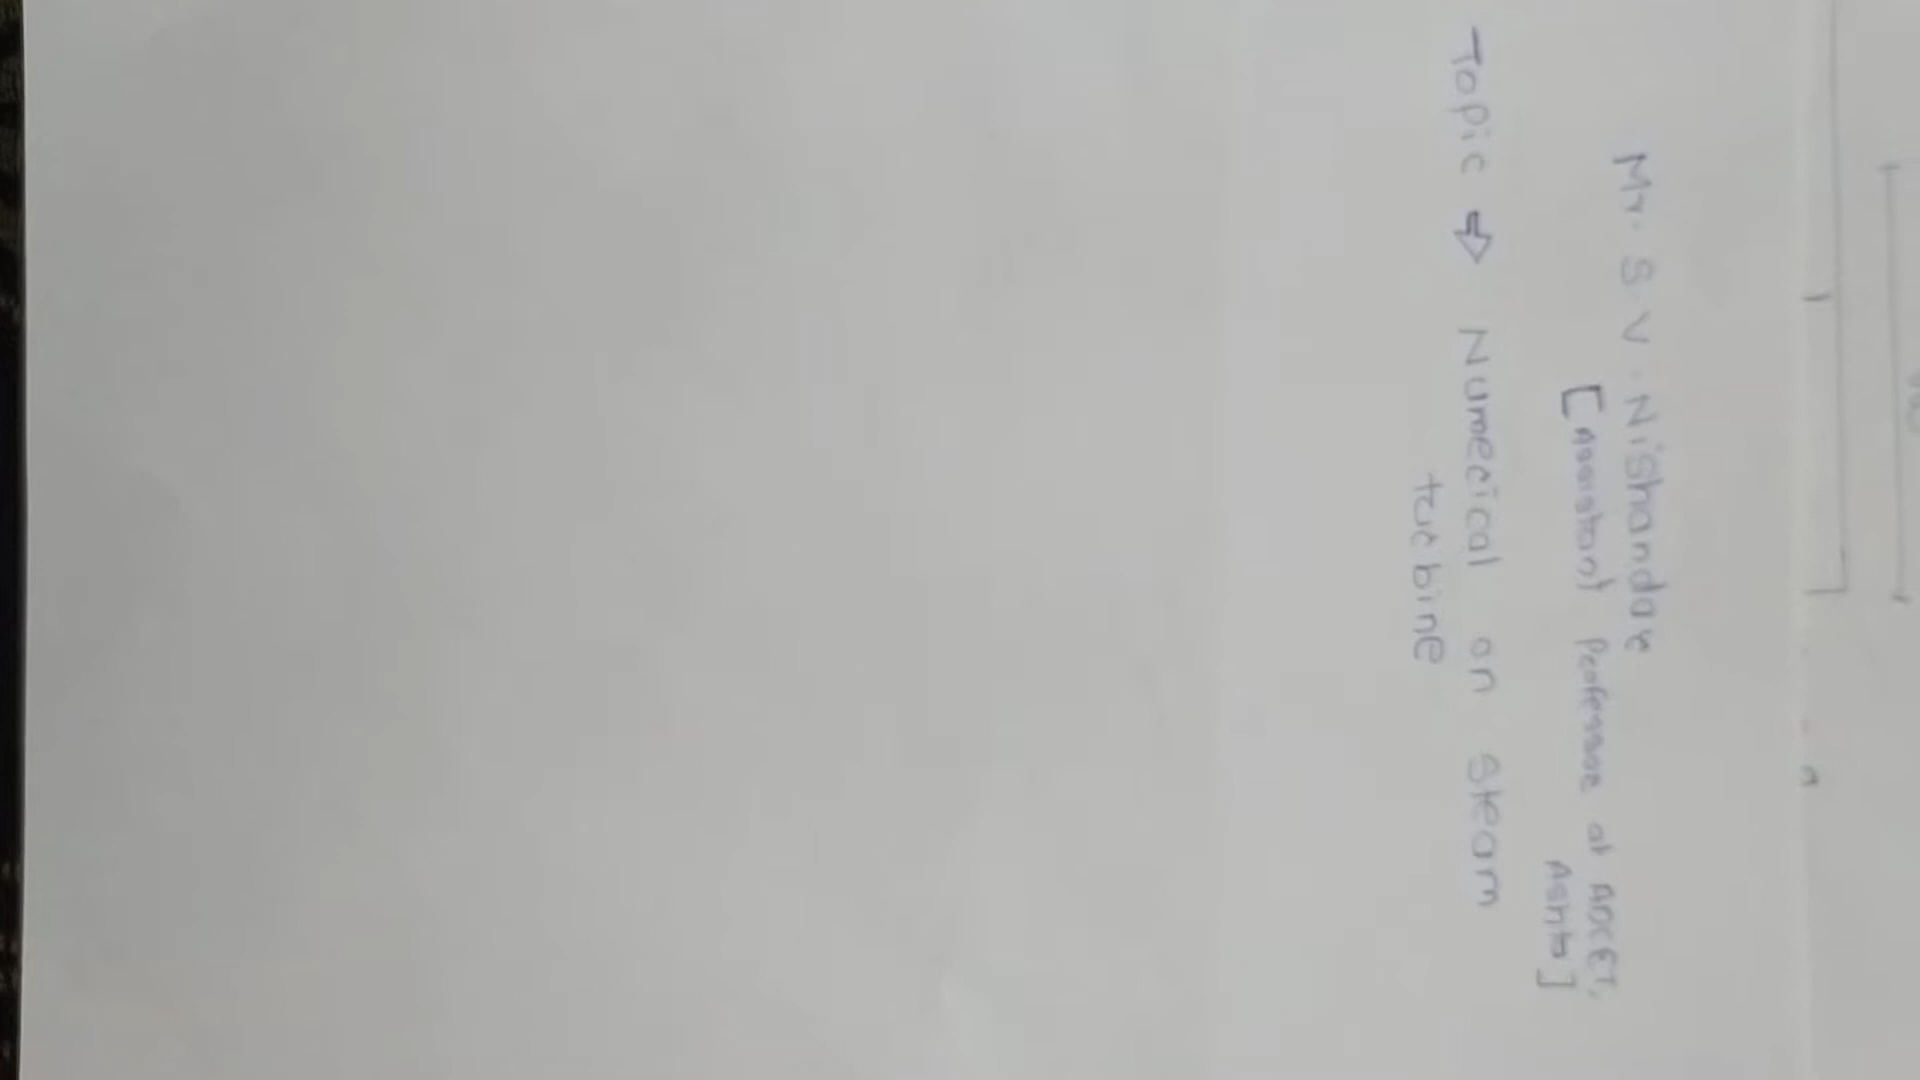 Mr. S V. Nishandar
[Assistant Professor at ADCET,
Ashta]
Topic ⇨ Numerical on steam
turbine